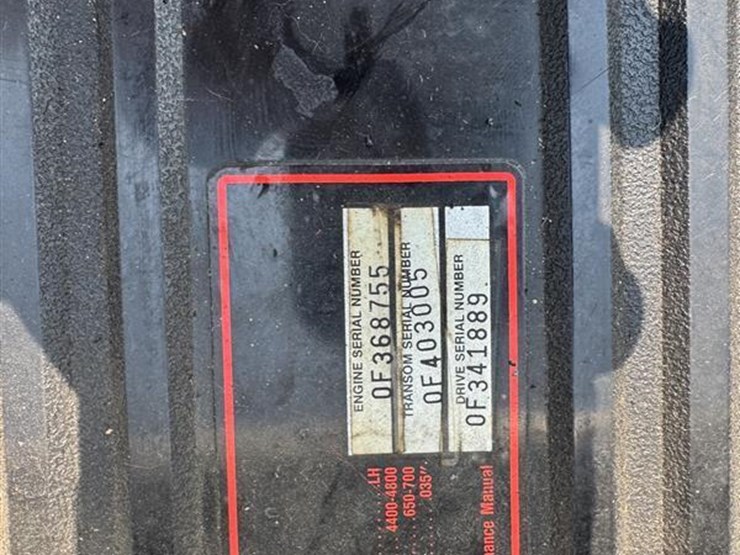 ENGINE SERIAL NUMBER
0F368755
TRANSOM SERIAL NUMBER
0F403005
DRIVE SERIAL NUMBER
0F341889.
LH
4400-4800
650-700
.035"
Manual